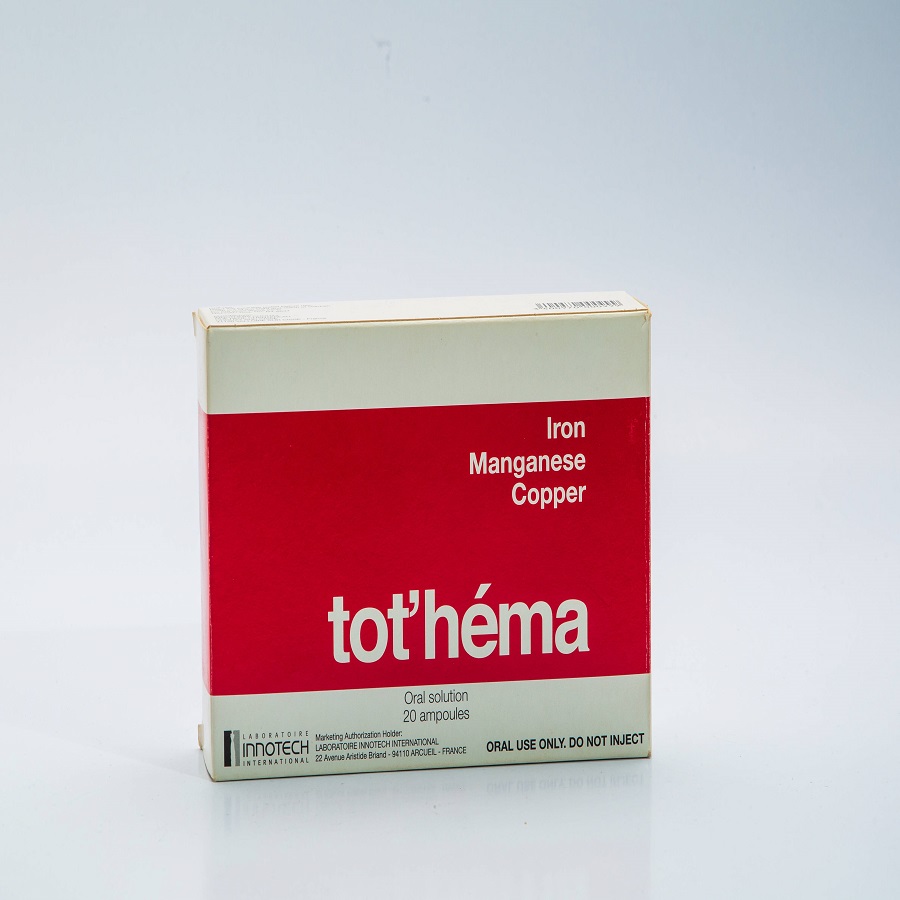 Iron
Manganese
Copper
tot'héma
Oral solution
20 ampoules
LABORATOIRE
INNOTECH
INTERNATIONAL
Marketing Authorization Holder:
LABORATOIRE INNOTECH INTERNATIONAL
22 Avenue Aristide Briand - 94110 ARCUEIL - FRANCE
ORAL USE ONLY. DO NOT INJECT